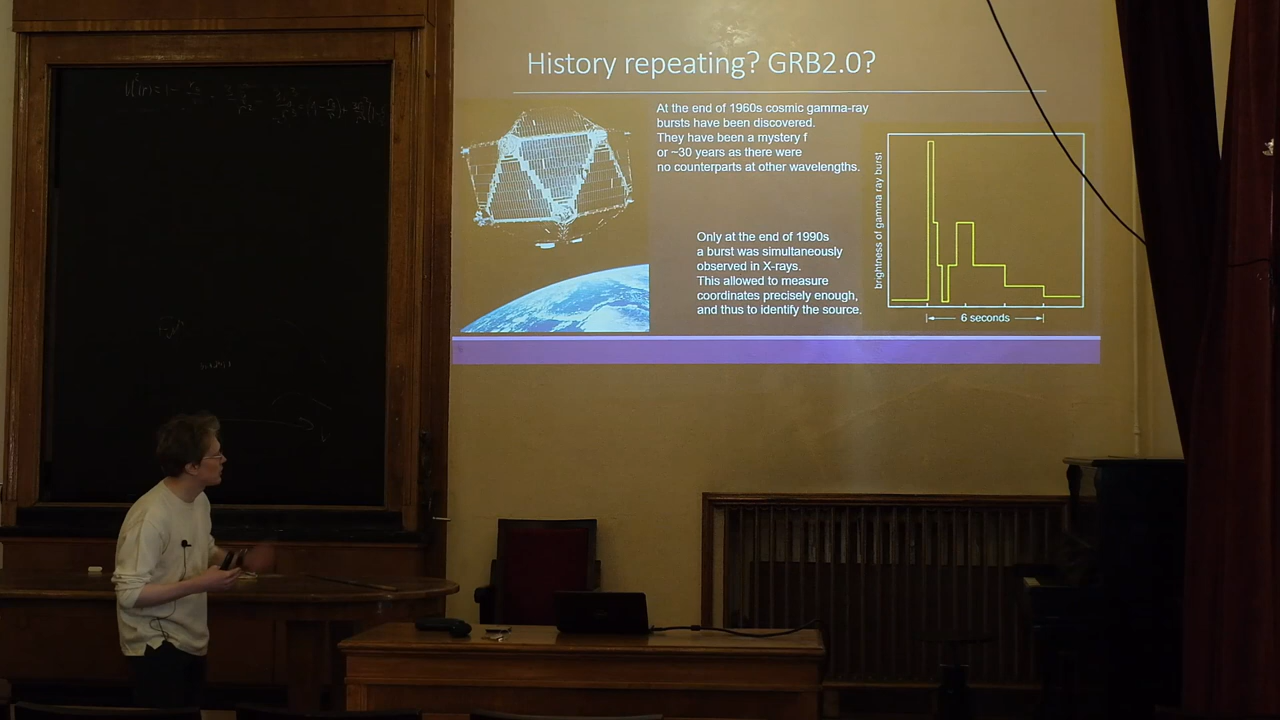 History repeating? GRB2.0?
At the end of 1960s cosmic gamma-ray
bursts have been discovered.
They have been a mystery f
or ~30 years as there were
no counterparts at other wavelengths.
Only at the end of 1990s
a burst was simultaneously
observed in X-rays.
This allowed to measure
coordinates precisely enough,
and thus to identify the source.
brightness of gamma ray burst
6 seconds